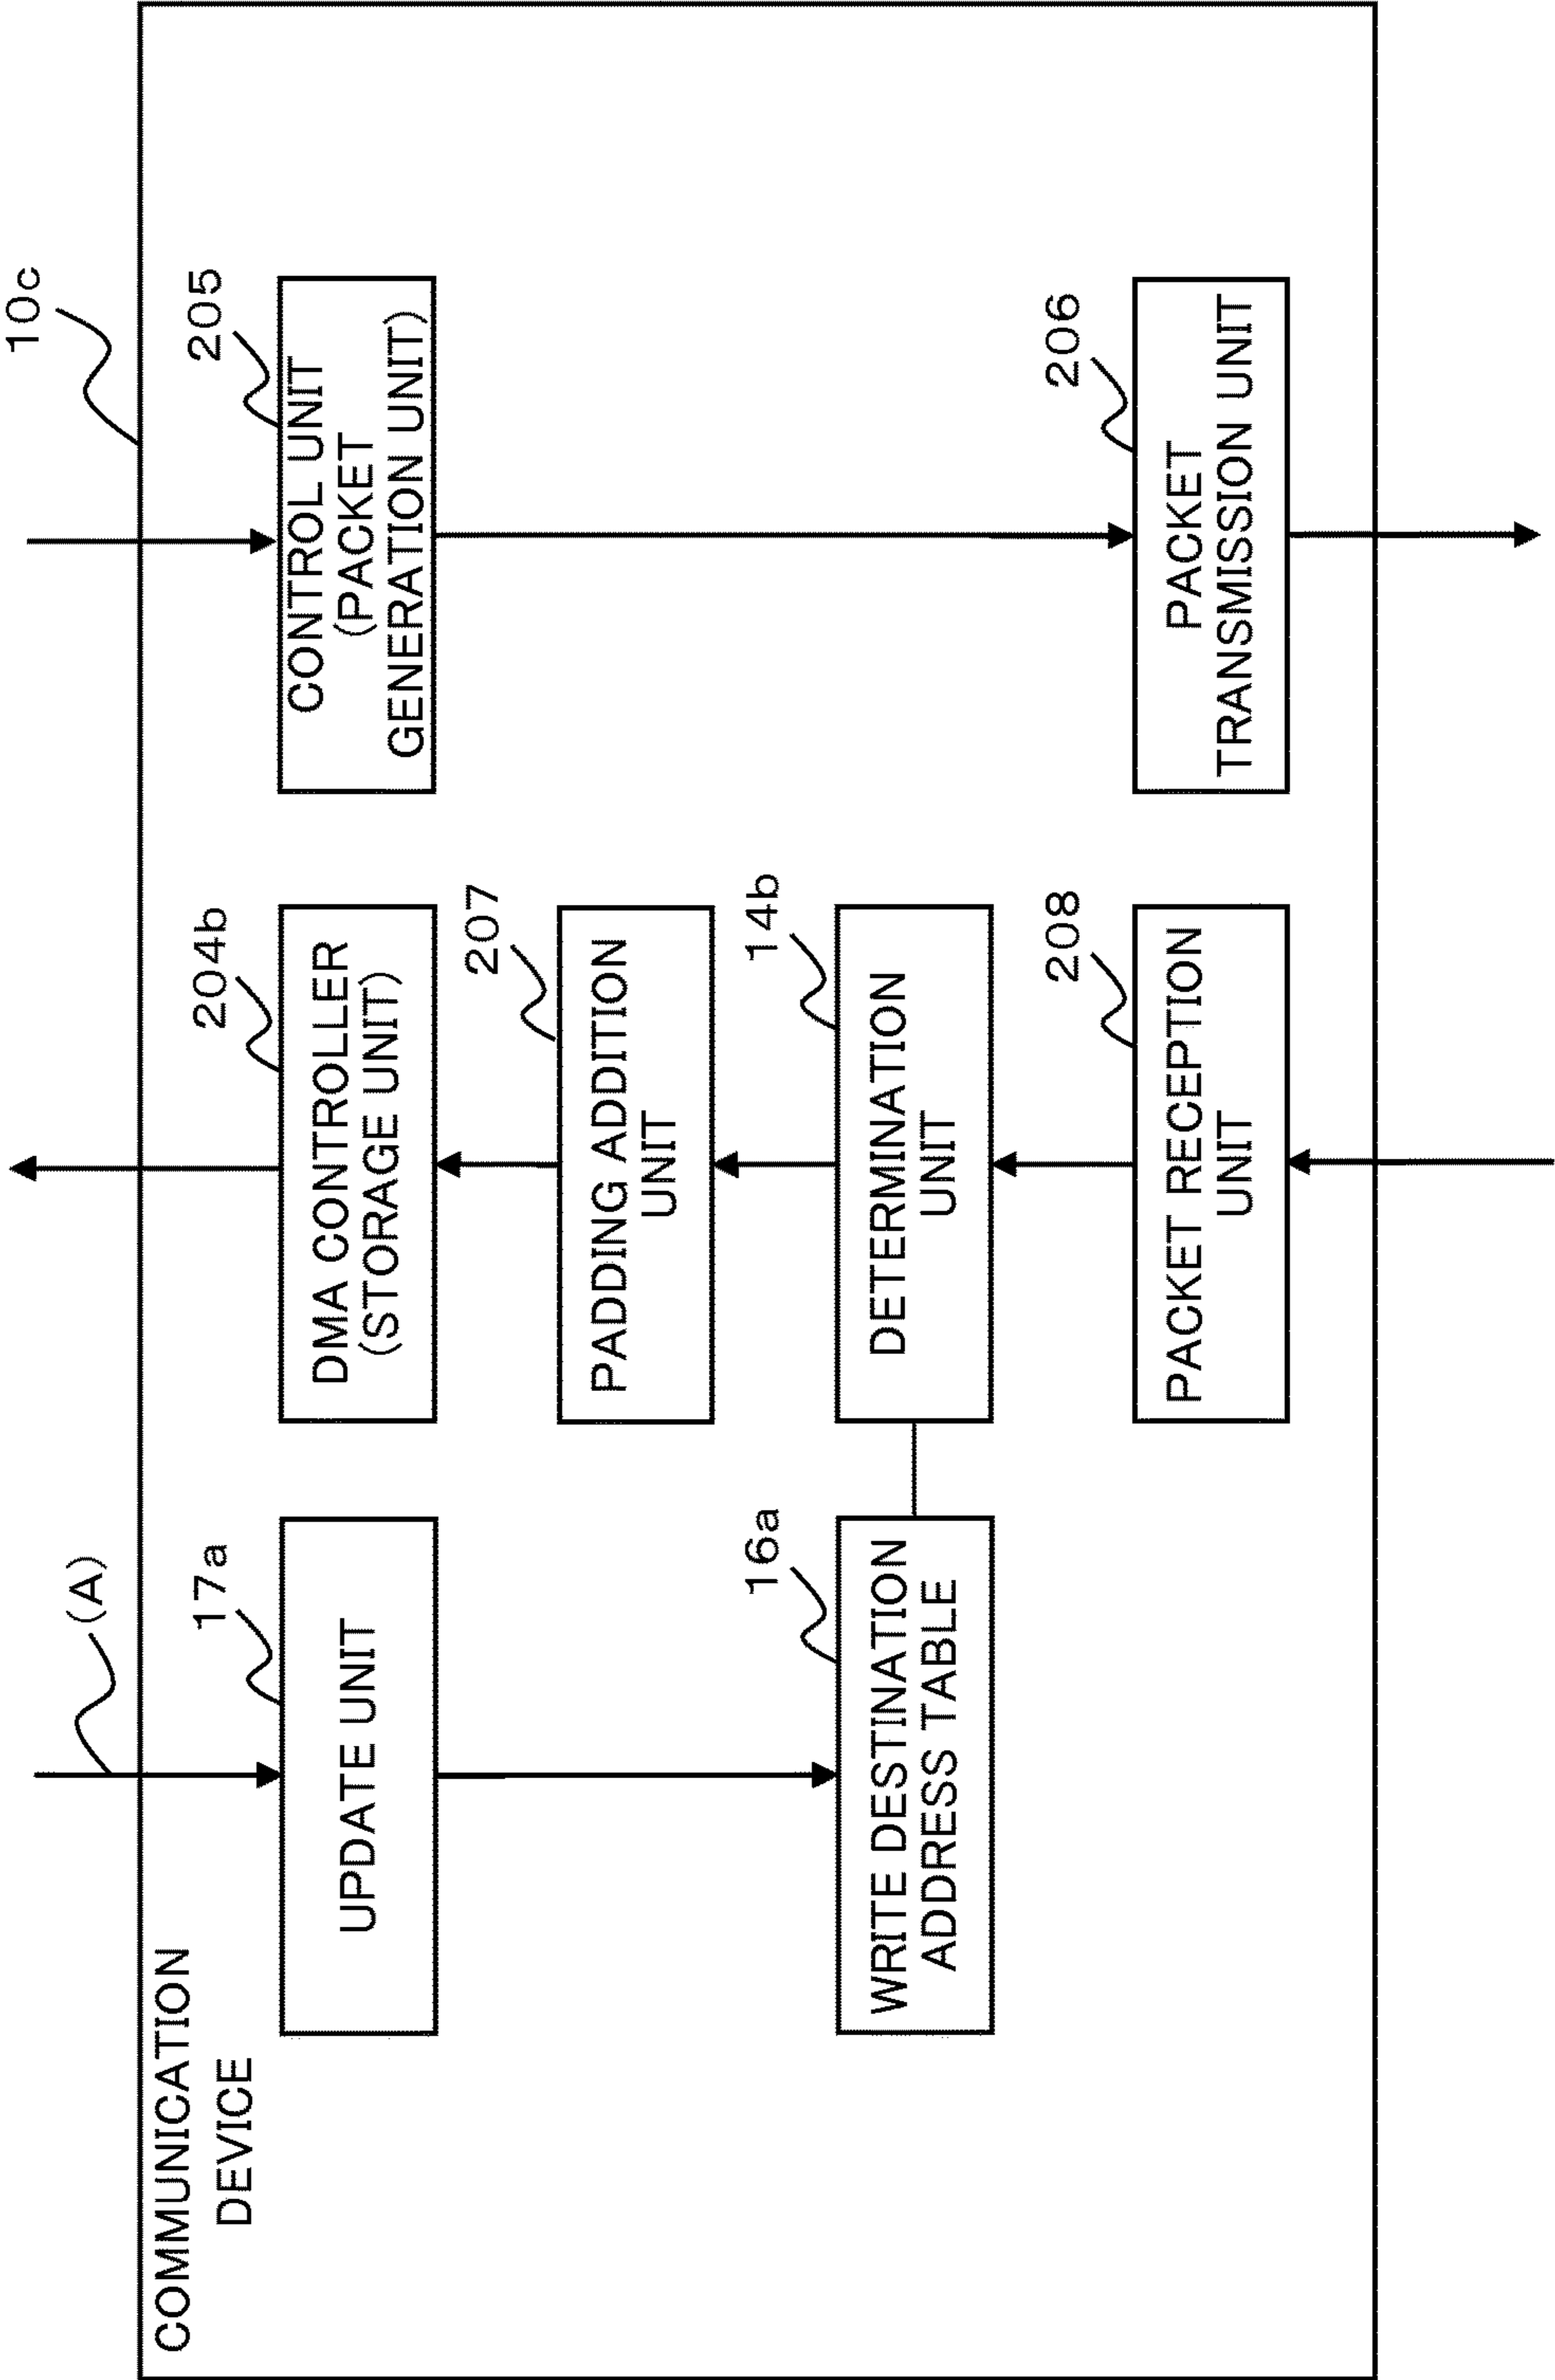 10c
COMMUNICATION
DEVICE
(A)
17a
UPDATE UNIT
204b
DMA CONTROLLER
(STORAGE UNIT)
205
CONTROL UNIT
(PACKET
GENERATION UNIT)
207
PADDING ADDITION
UNIT
16a
WRITE DESTINATION
ADDRESS TABLE
14b
DETERMINATION
UNIT
208
PACKET RECEPTION
UNIT
206
PACKET
TRANSMISSION UNIT